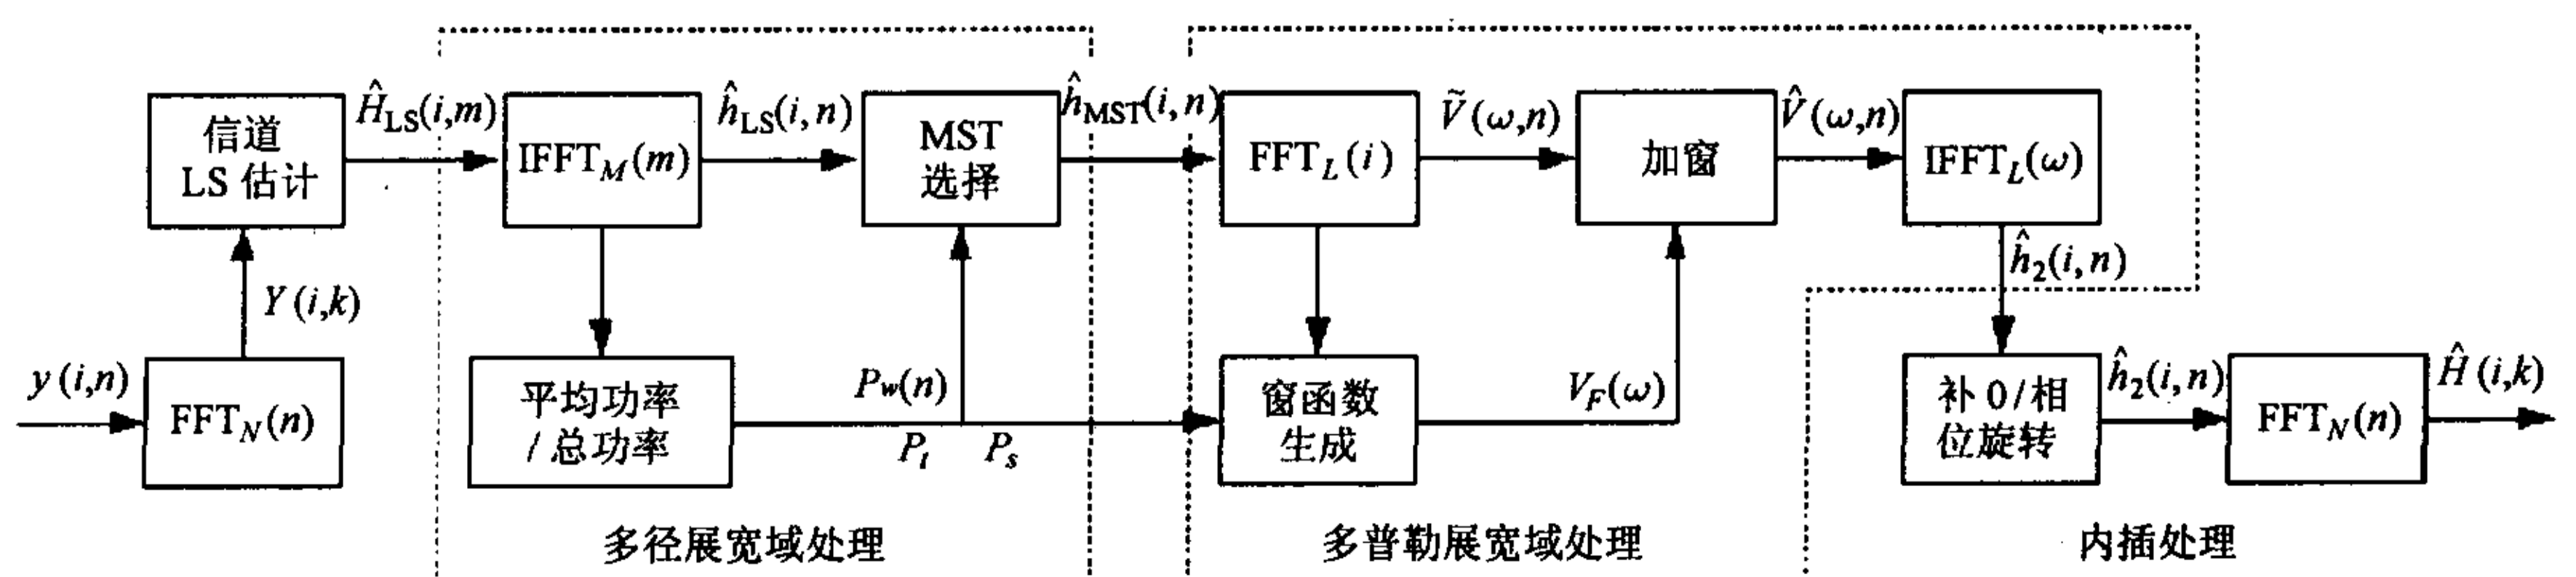 y(i,n)
FFT_N(n)
Y(i,k)
信道
LS 估计
Ĥ_LS(i,m)
IFFT_M(m)
ĥ_LS(i,n)
MST
选择
平均功率
/总功率
P_w(n)
P_t P_s
多径展宽域处理
ĥ_MST(i,n)
FFT_L(i)
Ṽ(ω,n)
加窗
V̂(ω,n)
IFFT_L(ω)
窗函数
生成
V_F(ω)
多普勒展宽域处理
ĥ_2(i,n)
补 0/相
位旋转
ĥ_2(i,n)
FFT_N(n)
Ĥ(i,k)
内插处理